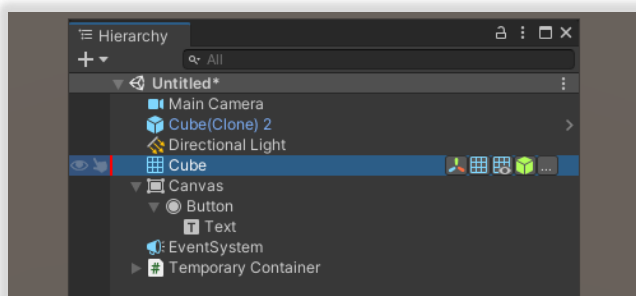 Hierarchy
All
Untitled*
Main Camera
Cube(Clone) 2
Directional Light
Cube
...
Canvas
Button
T Text
EventSystem
# Temporary Container